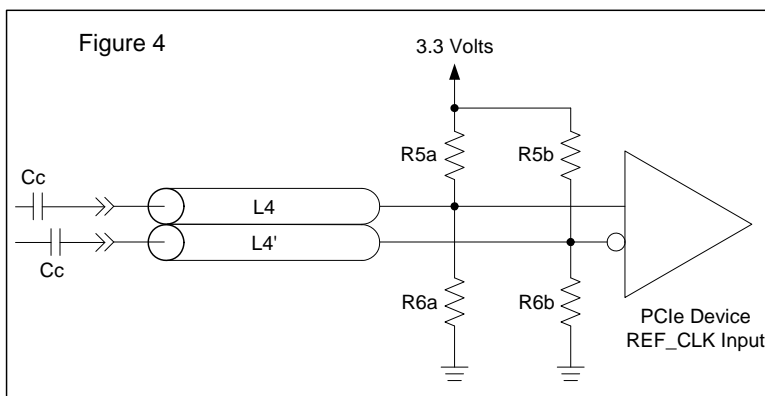 Figure 4
3.3 Volts
R5a
R5b
Cc
L4
L4'
Cc
R6a
R6b
PCIe Device
REF_CLK Input